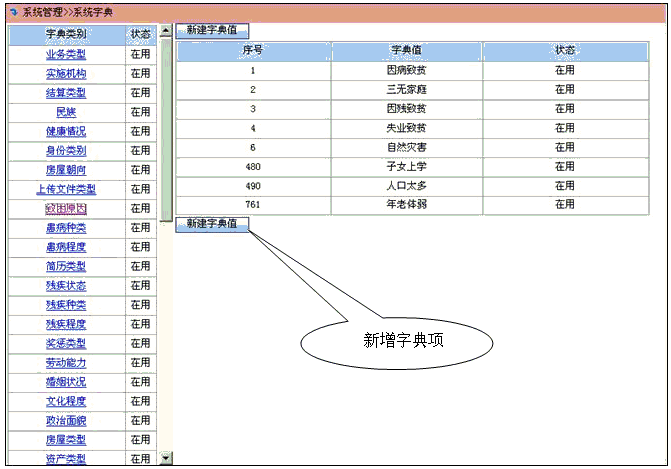 系统管理>>系统字典
字典类别 状态
业务类型 在用
实施机构 在用
结算类型 在用
民族 在用
健康情况 在用
身份类别 在用
房屋朝向 在用
上传文件类型 在用
致困原因 在用
患病种类 在用
患病程度 在用
简历类型 在用
残疾状态 在用
残疾种类 在用
残疾程度 在用
奖惩类型 在用
劳动能力 在用
婚姻状况 在用
文化程度 在用
政治面貌 在用
房屋类型 在用
资产类型 在用
新建字典值
序号 字典值 状态
1 因病致贫 在用
2 三无家庭 在用
3 因残致贫 在用
4 失业致贫 在用
6 自然灾害 在用
480 子女上学 在用
490 人口太多 在用
761 年老体弱 在用
新建字典值
新增字典项